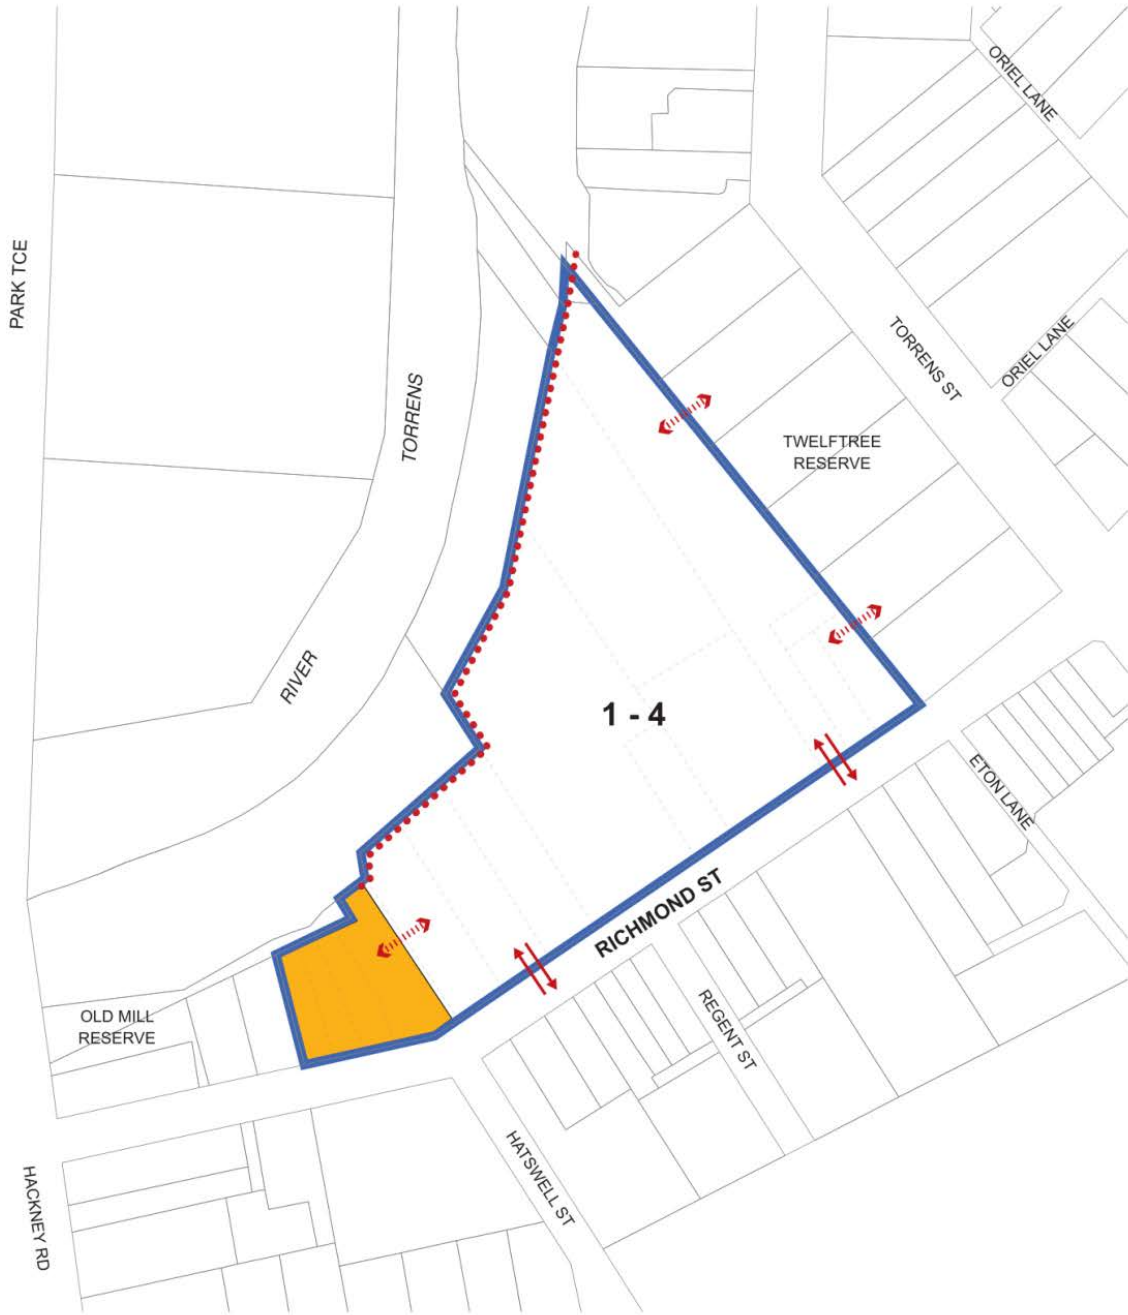 ORIEL LANE
PARK TCE
TORRENS ST
ORIEL LANE
TORRENS
TWELFTREE
RESERVE
RIVER
1 - 4
ETON LANE
RICHMOND ST
REGENT ST
OLD MILL
RESERVE
HATSWELL ST
HACKNEY RD